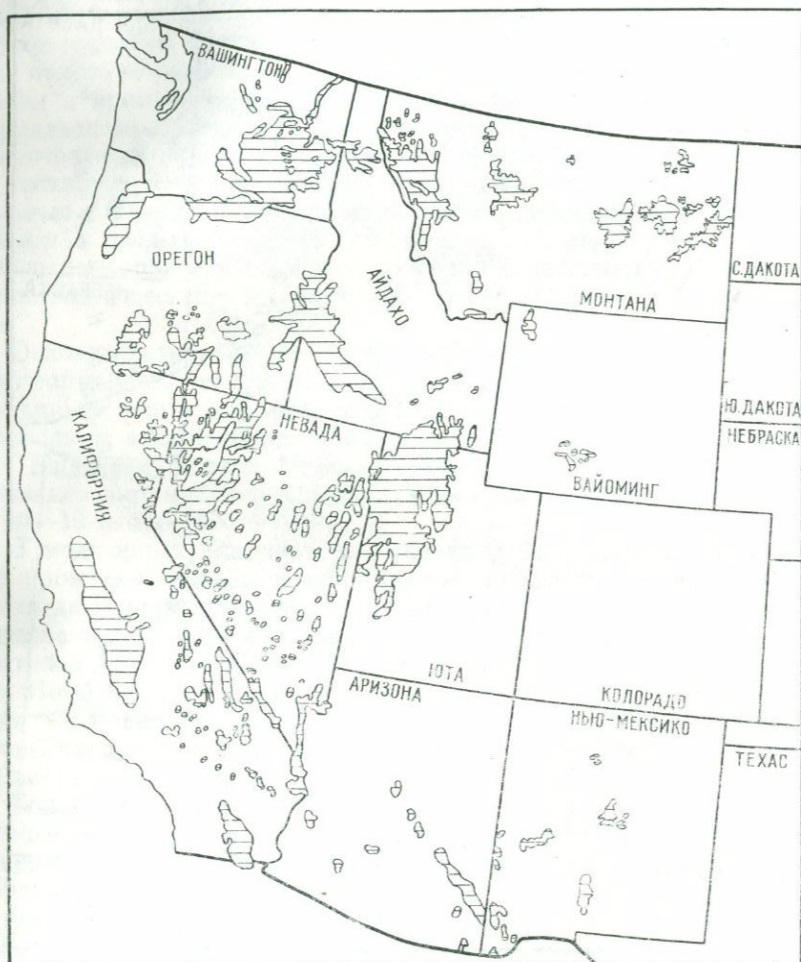 ВАШИНГТОН
ОРЕГОН
АЙДАХО
МОНТАНА
С.ДАКОТА
Ю.ДАКОТА
НЕБРАСКА
КАЛИФОРНИЯ
НЕВАДА
ВАЙОМИНГ
ЮТА
КОЛОРАДО
АРИЗОНА
НЬЮ-МЕКСИКО
ТЕХАС